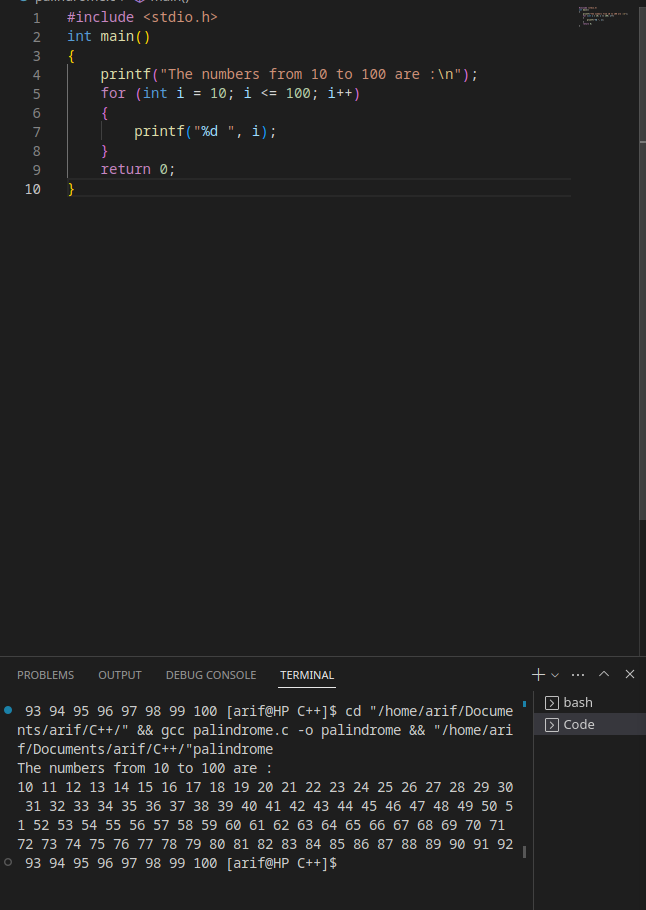 1 #include <stdio.h>
2 int main()
3 {
4     printf("The numbers from 10 to 100 are :\n");
5     for (int i = 10; i <= 100; i++)
6     {
7         printf("%d ", i);
8     }
9     return 0;
10 }
PROBLEMS OUTPUT DEBUG CONSOLE TERMINAL
bash
Code
 93 94 95 96 97 98 99 100 [arif@HP C++]$ cd "/home/arif/Docume
nts/arif/C++/" && gcc palindrome.c -o palindrome && "/home/ari
f/Documents/arif/C++/"palindrome
The numbers from 10 to 100 are :
10 11 12 13 14 15 16 17 18 19 20 21 22 23 24 25 26 27 28 29 30
 31 32 33 34 35 36 37 38 39 40 41 42 43 44 45 46 47 48 49 50 5
1 52 53 54 55 56 57 58 59 60 61 62 63 64 65 66 67 68 69 70 71
72 73 74 75 76 77 78 79 80 81 82 83 84 85 86 87 88 89 90 91 92
 93 94 95 96 97 98 99 100 [arif@HP C++]$